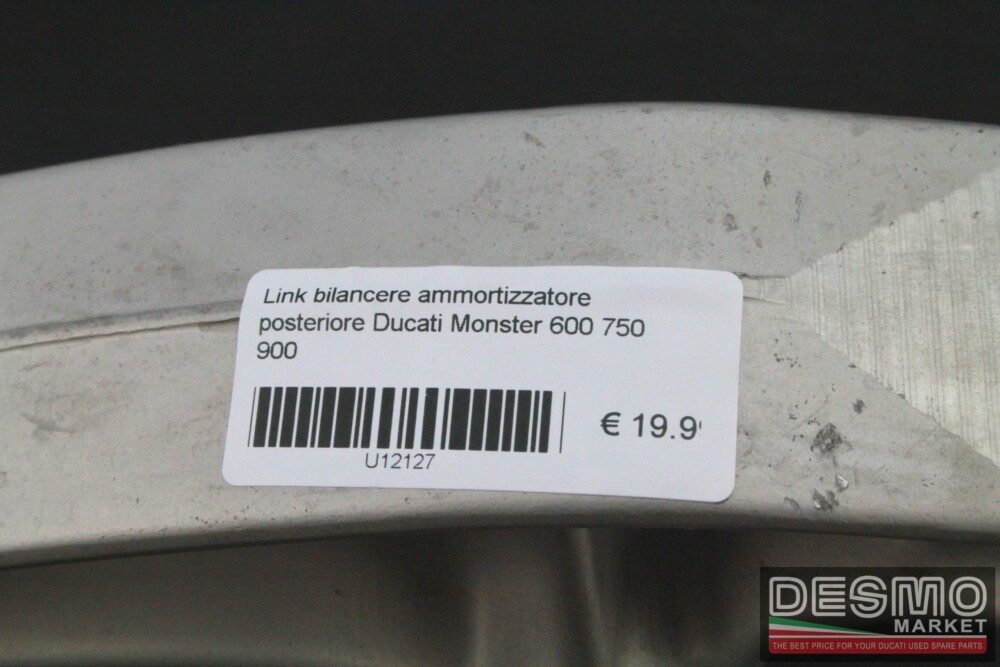 Link bilancere ammortizzatore
posteriore Ducati Monster 600 750
900
€ 19.9
U12127
DESMO
MARKET
THE BEST PRICE FOR YOUR DUCATI USED SPARE PARTS